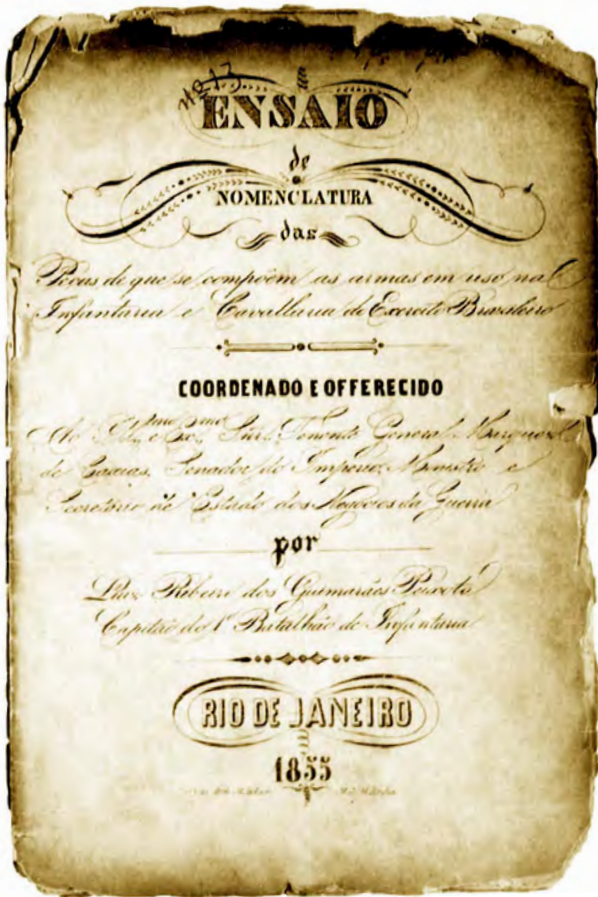 4813
ENSAIO
de
NOMENCLATURA
das
Peças de que se compôem as armas em uso na
Infantaria e Cavallaria do Exercito Brasileiro
COORDENADO E OFFERECIDO
Ao Ill.mo e Ex.mo Snr. Tenente General Marquez
de Caxias, Senador do Imperio, Ministro e
Secretario de Estado dos Negocios da Guerra
por
Luiz Ribeiro dos Guimarães Peixoto
Capitão do 1º Batalhão de Infantaria
RIO DE JANEIRO
1855